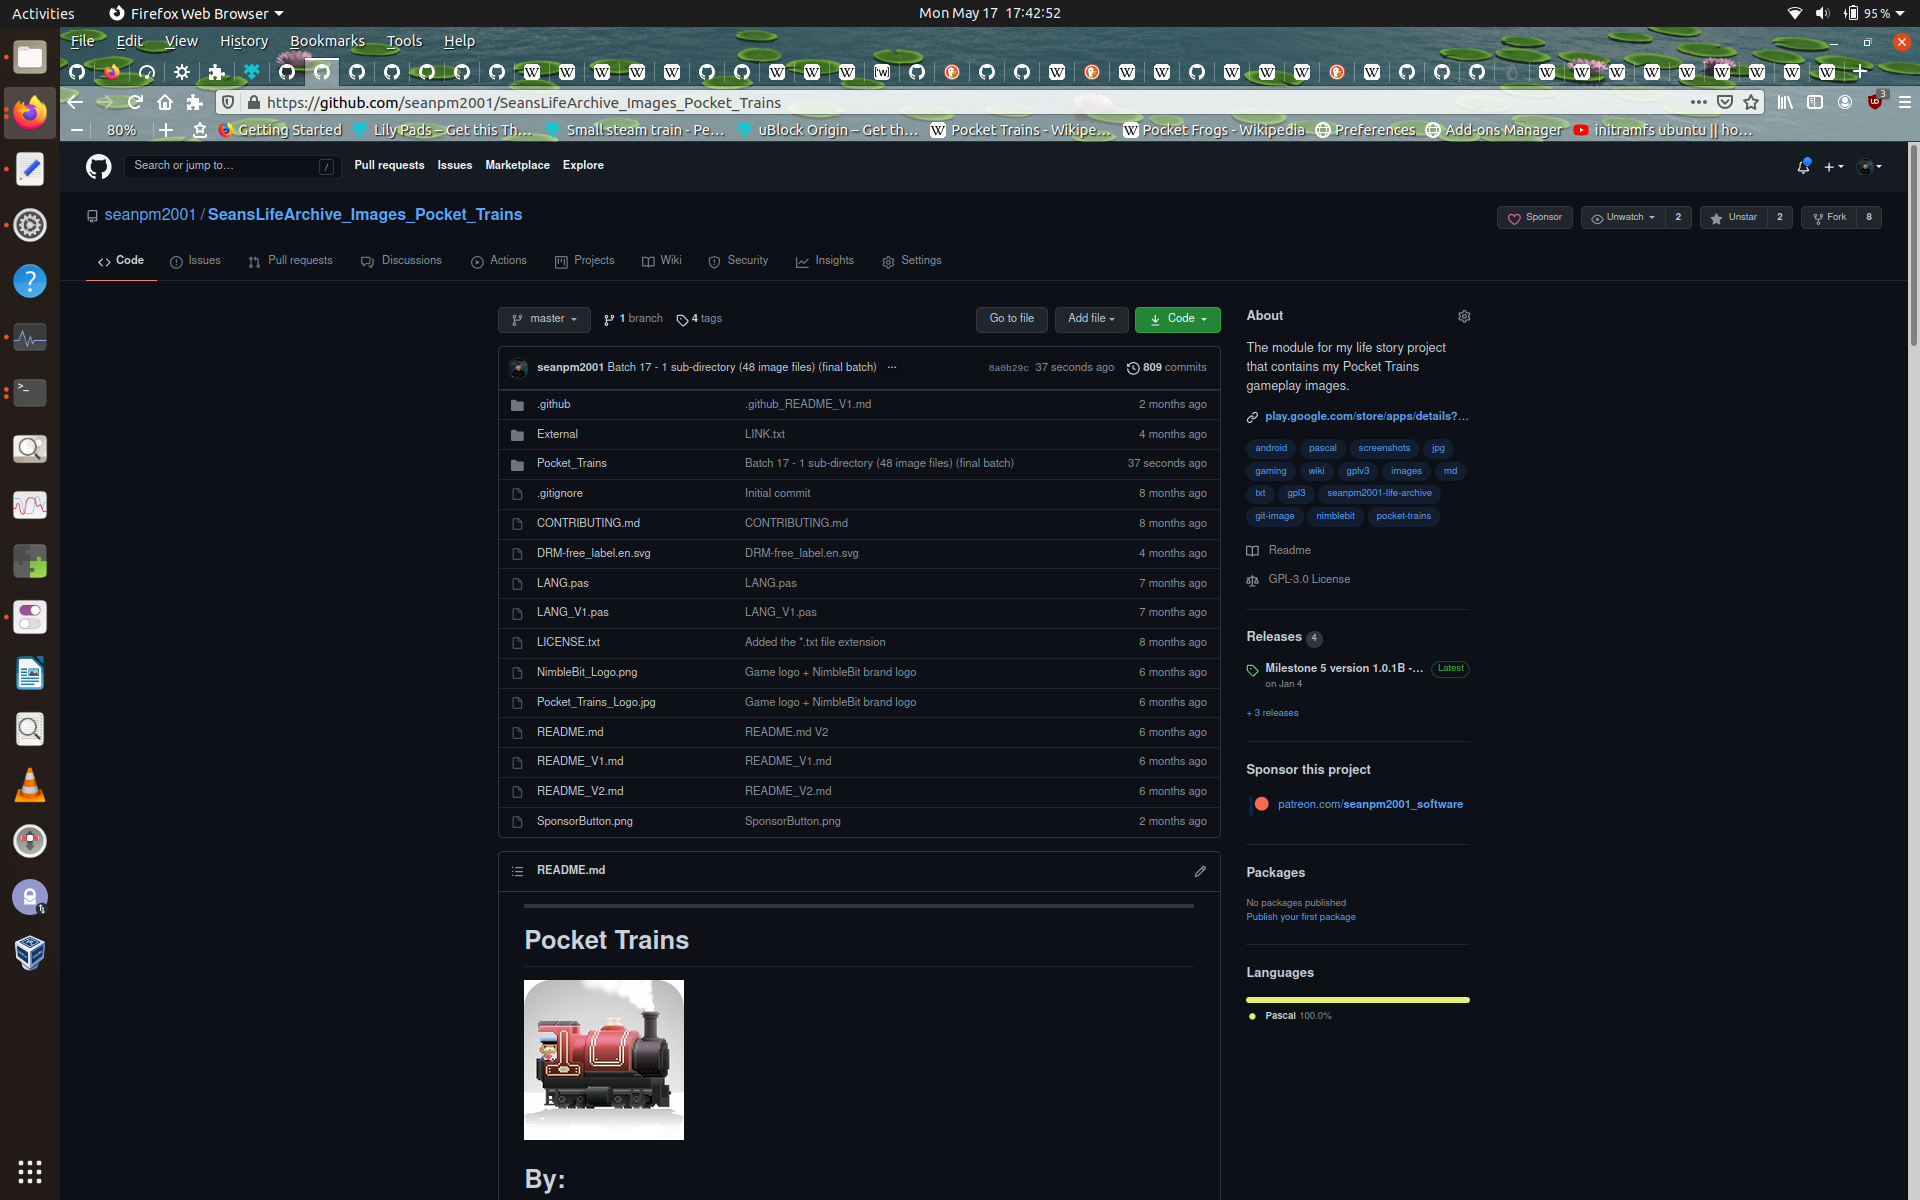 Activities Firefox Web Browser Mon May 17 17:42:52 95 %
File Edit View History Bookmarks Tools Help
https://github.com/seanpm2001/SeansLifeArchive_Images_Pocket_Trains 3
80% Getting Started Lily Pads – Get this Th… Small steam train - Pe… uBlock Origin – Get th… Pocket Trains - Wikipe… Pocket Frogs - Wikipedia Preferences Add-ons Manager initramfs ubuntu || ho…
Search or jump to… / Pull requests Issues Marketplace Explore
seanpm2001 / SeansLifeArchive_Images_Pocket_Trains Sponsor Unwatch 2 Unstar 2 Fork 8
Code Issues Pull requests Discussions Actions Projects Wiki Security Insights Settings
master 1 branch 4 tags Go to file Add file Code
seanpm2001 Batch 17 - 1 sub-directory (48 image files) (final batch) ... 8a0b29c 37 seconds ago 809 commits
.github .github_README_V1.md 2 months ago
External LINK.txt 4 months ago
Pocket_Trains Batch 17 - 1 sub-directory (48 image files) (final batch) 37 seconds ago
.gitignore Initial commit 8 months ago
CONTRIBUTING.md CONTRIBUTING.md 8 months ago
DRM-free_label.en.svg DRM-free_label.en.svg 4 months ago
LANG.pas LANG.pas 7 months ago
LANG_V1.pas LANG_V1.pas 7 months ago
LICENSE.txt Added the *.txt file extension 8 months ago
NimbleBit_Logo.png Game logo + NimbleBit brand logo 6 months ago
Pocket_Trains_Logo.jpg Game logo + NimbleBit brand logo 6 months ago
README.md README.md V2 6 months ago
README_V1.md README_V1.md 6 months ago
README_V2.md README_V2.md 6 months ago
SponsorButton.png SponsorButton.png 2 months ago
README.md
Pocket Trains
By:
About
The module for my life story project
that contains my Pocket Trains
gameplay images.
play.google.com/store/apps/details?…
android pascal screenshots jpg
gaming wiki gplv3 images md
txt gpl3 seanpm2001-life-archive
git-image nimblebit pocket-trains
Readme
GPL-3.0 License
Releases 4
Milestone 5 version 1.0.1B -… Latest
on Jan 4
+ 3 releases
Sponsor this project
patreon.com/seanpm2001_software
Packages
No packages published
Publish your first package
Languages
Pascal 100.0%